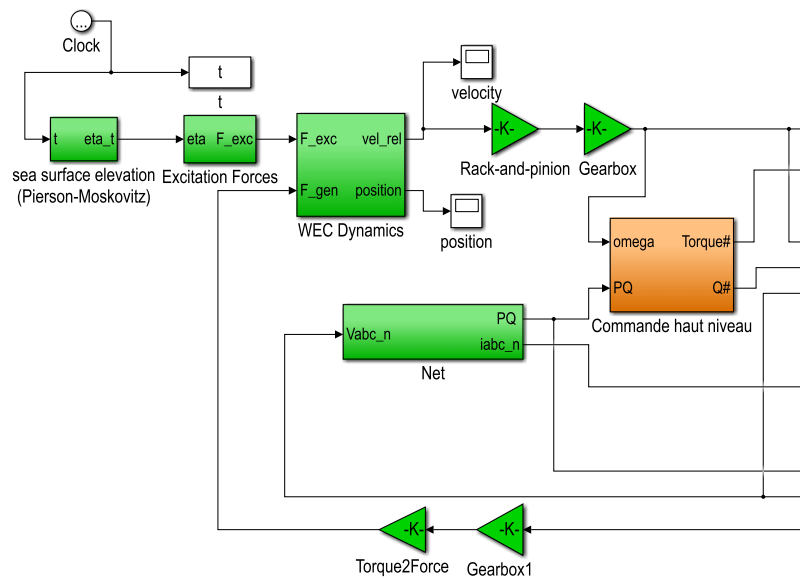 ...
Clock
t
t
velocity
t eta_t
sea surface elevation
(Pierson-Moskovitz)
eta F_exc
Excitation Forces
F_exc vel_rel
F_gen position
WEC Dynamics
-K-
Rack-and-pinion
-K-
Gearbox
position
omega Torque#
PQ Q#
Commande haut niveau
PQ
Vabc_n
iabc_n
Net
-K-
Torque2Force
-K-
Gearbox1